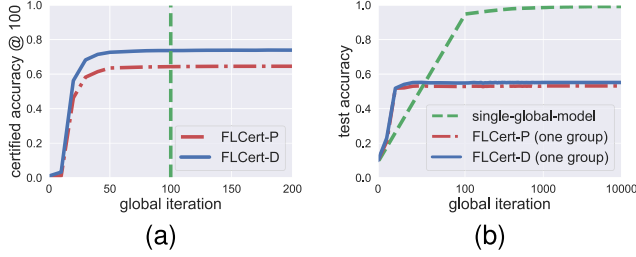 certified accuracy @ 100
1.0
0.8
0.6
0.4
0.2
0.0
FLCert-P
FLCert-D
0 50 100 150 200
global iteration
(a)
test accuracy
1.0
0.8
0.6
0.4
0.2
0.0
single-global-model
FLCert-P (one group)
FLCert-D (one group)
0 100 1000 10000
global iteration
(b)